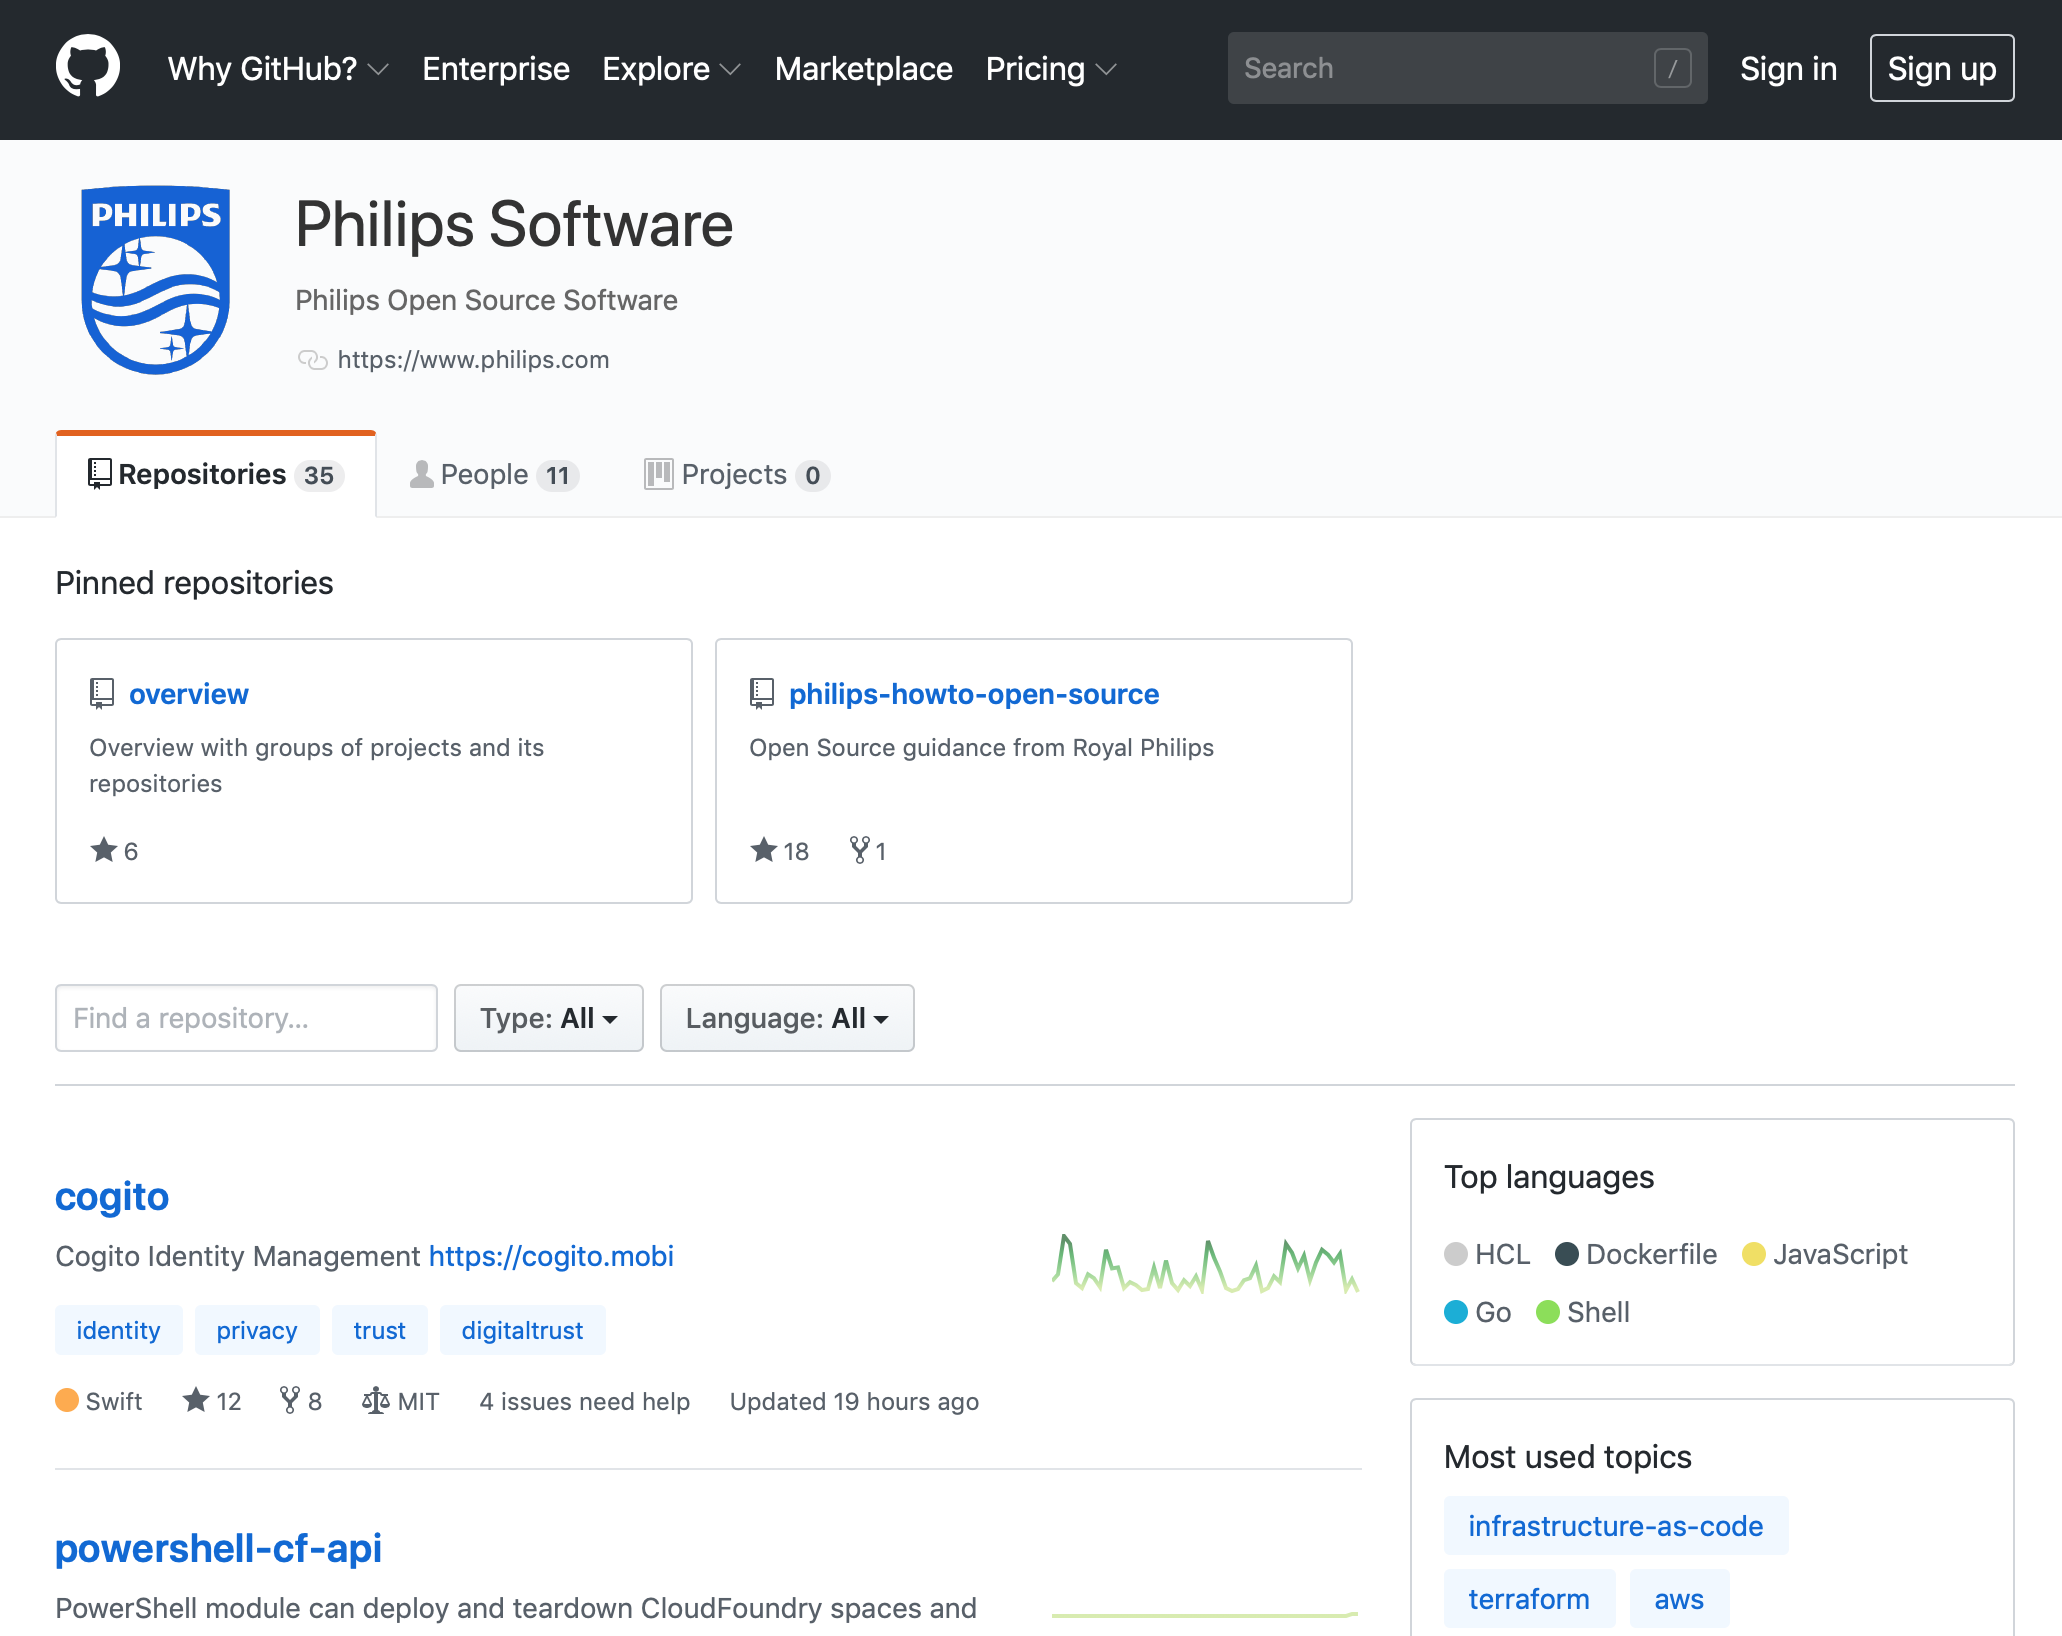 Why GitHub? Enterprise Explore Marketplace Pricing Search / Sign in Sign up
PHILIPS
Philips Software
Philips Open Source Software
https://www.philips.com
Repositories 35 People 11 Projects 0
Pinned repositories
overview
Overview with groups of projects and its
repositories
6
philips-howto-open-source
Open Source guidance from Royal Philips
18 1
Find a repository... Type: All Language: All
cogito
Cogito Identity Management https://cogito.mobi
identity privacy trust digitaltrust
Swift 12 8 MIT 4 issues need help Updated 19 hours ago
powershell-cf-api
PowerShell module can deploy and teardown CloudFoundry spaces and
Top languages
HCL Dockerfile JavaScript
Go Shell
Most used topics
infrastructure-as-code
terraform aws